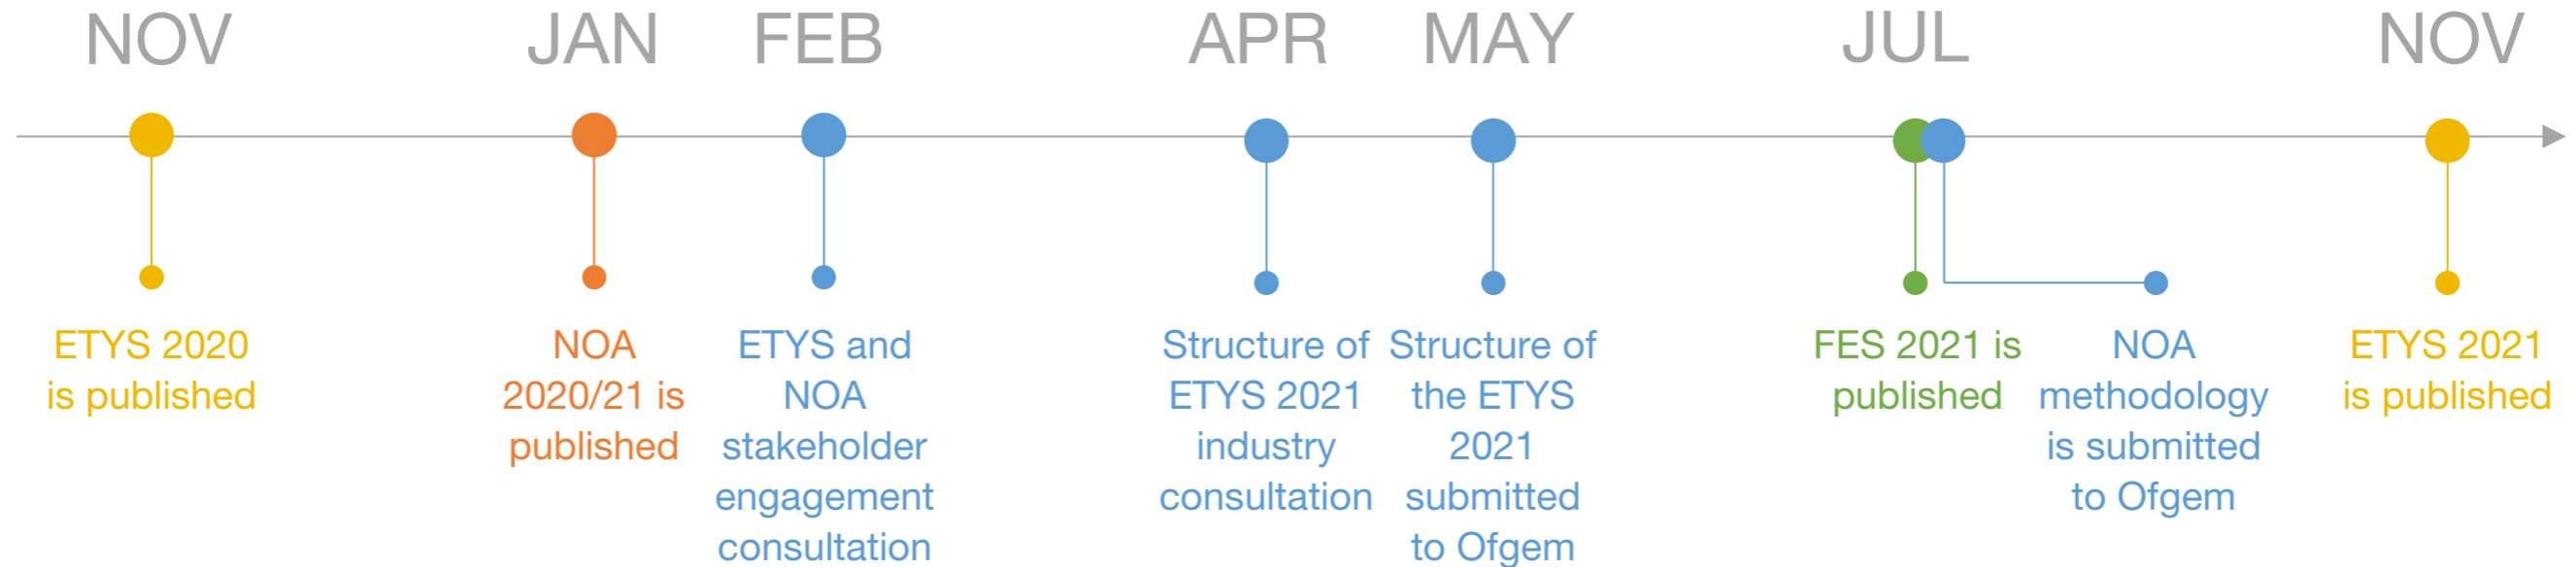 NOV
JAN
FEB
APR
MAY
JUL
NOV
ETYS 2020
is published
NOA
2020/21 is
published
ETYS and
NOA
stakeholder
engagement
consultation
Structure of
ETYS 2021
industry
consultation
Structure of
the ETYS
2021
submitted
to Ofgem
FES 2021 is
published
NOA
methodology
is submitted
to Ofgem
ETYS 2021
is published